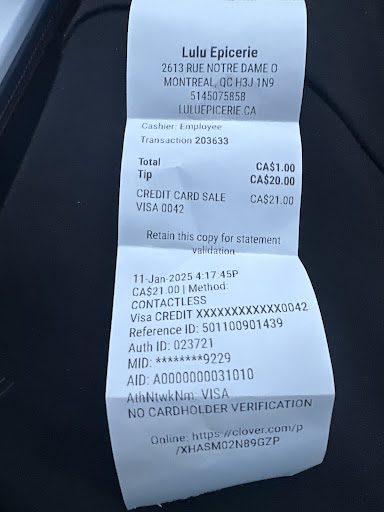 Lulu Epicerie
2613 RUE NOTRE DAME O
MONTREAL, QC H3J 1N9
5145075858
LULUEPICERIE.CA
Cashier: Employee
Transaction 203633
Total CA$1.00
Tip CA$20.00
CREDIT CARD SALE CA$21.00
VISA 0042
Retain this copy for statement
validation
11-Jan-2025 4:17:45P
CA$21.00 | Method:
CONTACTLESS
Visa CREDIT XXXXXXXXXXXX0042
Reference ID: 501100901439
Auth ID: 023721
MID: ********9229
AID: A0000000031010
AthNtwkNm: VISA
NO CARDHOLDER VERIFICATION
Online: https://clover.com/p
/XHASM02N89GZP